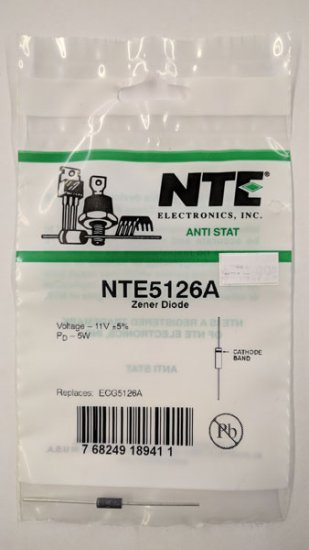 NTE®
ELECTRONICS, INC.
ANTI STAT
NTE5126A
Zener Diode
Voltage – 11V ±5%
PD – 5W
CATHODE
BAND
Replaces: ECG5126A
Pb
7 68249 18941 1